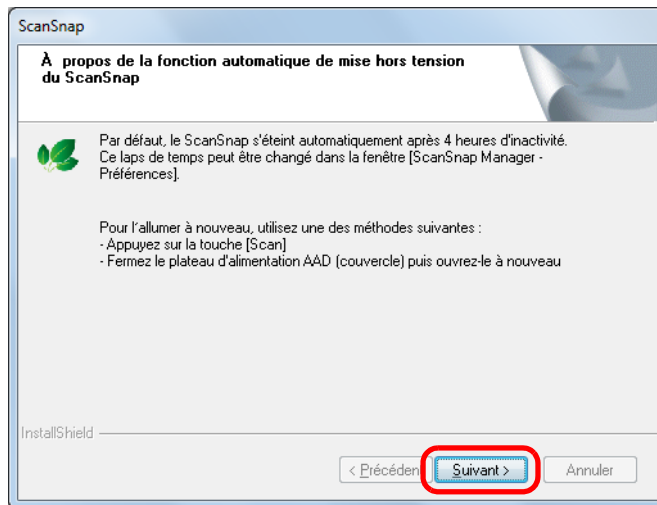 ScanSnap
À propos de la fonction automatique de mise hors tension
du ScanSnap
Par défaut, le ScanSnap s'éteint automatiquement après 4 heures d'inactivité.
Ce laps de temps peut être changé dans la fenêtre [ScanSnap Manager -
Préférences].
Pour l'allumer à nouveau, utilisez une des méthodes suivantes :
- Appuyez sur la touche [Scan]
- Fermez le plateau d'alimentation AAD (couvercle) puis ouvrez-le à nouveau
InstallShield
< Précéden
Suivant >
Annuler